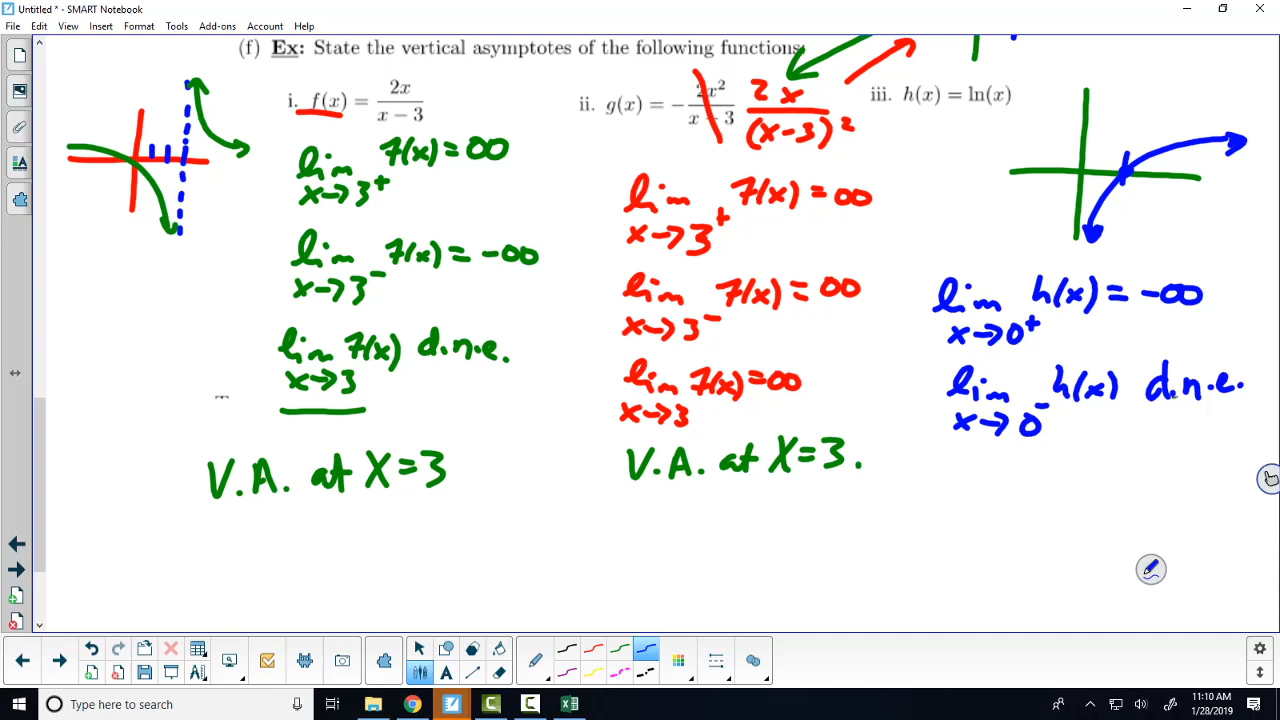 Untitled * - SMART Notebook
File Edit View Insert Format Tools Add-ons Account Help
(f) Ex: State the vertical asymptotes of the following functions:
i. f(x) = 2x / x − 3
lim x→3⁺ f(x) = ∞
lim x→3⁻ f(x) = -∞
lim x→3 f(x) d.n.e.
V.A. at X=3
ii. g(x) = − 2x² / x − 3
2x / (x-3)²
lim x→3⁺ f(x) = ∞
lim x→3⁻ f(x) = ∞
lim x→3 f(x) = ∞
V.A. at X=3.
iii. h(x) = ln(x)
lim x→0⁺ h(x) = -∞
lim x→0⁻ h(x) d.n.e.
Type here to search
11:10 AM
1/28/2019